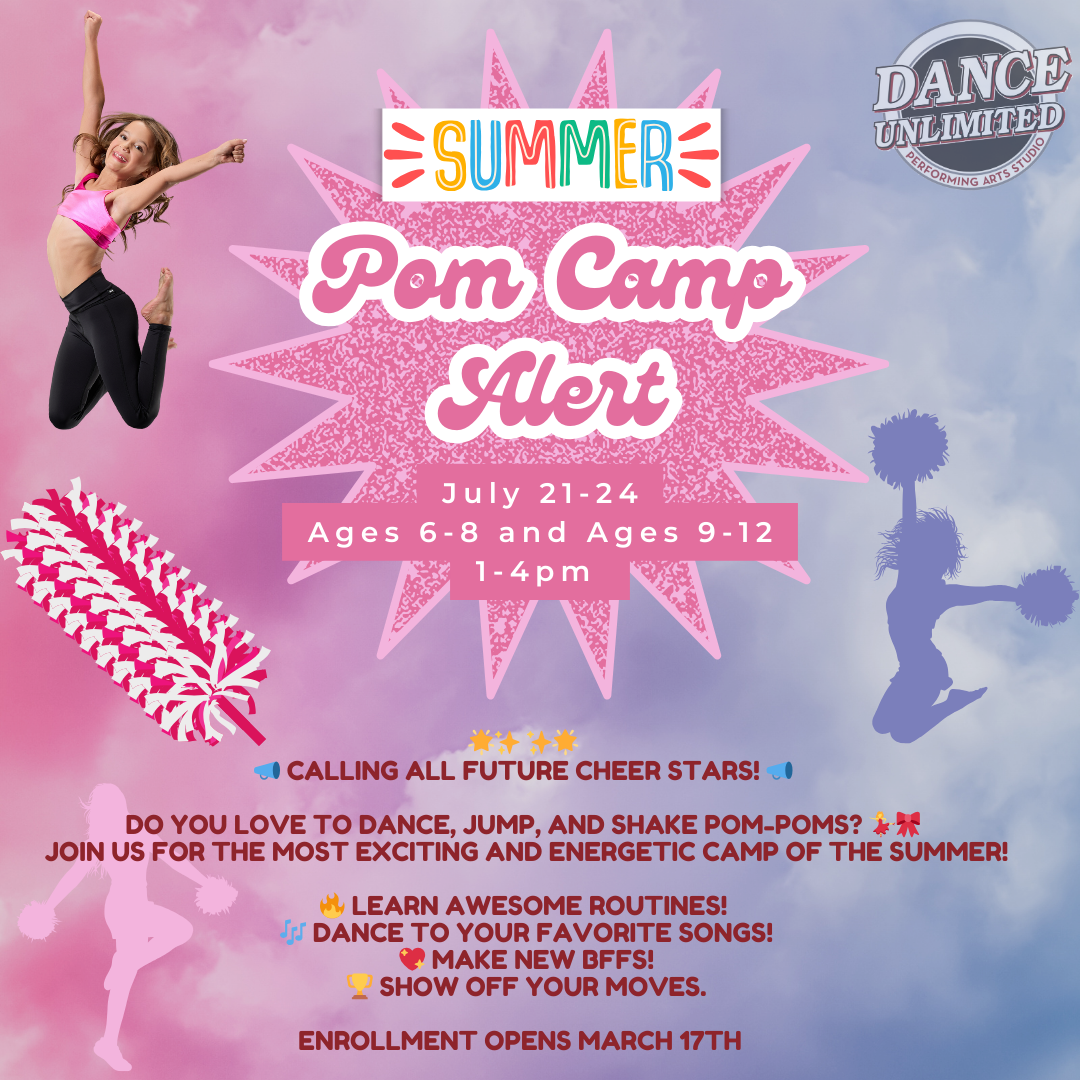 DANCE
UNLIMITED
PERFORMING ARTS STUDIO
SUMMER
Pom Camp
Alert
July 21-24
Ages 6-8 and Ages 9-12
1-4pm
🌟✨ ✨🌟
📣 CALLING ALL FUTURE CHEER STARS! 📣
DO YOU LOVE TO DANCE, JUMP, AND SHAKE POM-POMS? 💃🎀
JOIN US FOR THE MOST EXCITING AND ENERGETIC CAMP OF THE SUMMER!
🔥 LEARN AWESOME ROUTINES!
🎶 DANCE TO YOUR FAVORITE SONGS!
💖 MAKE NEW BFFS!
🏆 SHOW OFF YOUR MOVES.
ENROLLMENT OPENS MARCH 17TH